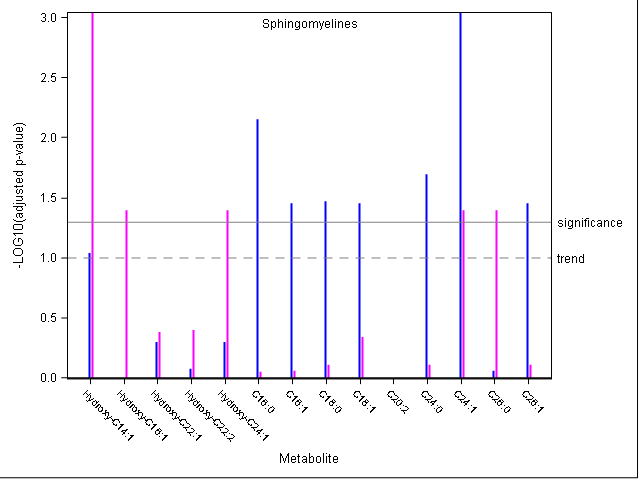 Sphingomyelines
3.0
2.5
2.0
1.5
1.0
0.5
0.0
-LOG10(adjusted p-value)
significance
trend
Hydroxy-C14:1
Hydroxy-C16:1
Hydroxy-C22:1
Hydroxy-C22:2
Hydroxy-C24:1
C16:0
C16:1
C18:0
C18:1
C20:2
C24:0
C24:1
C26:0
C26:1
Metabolite